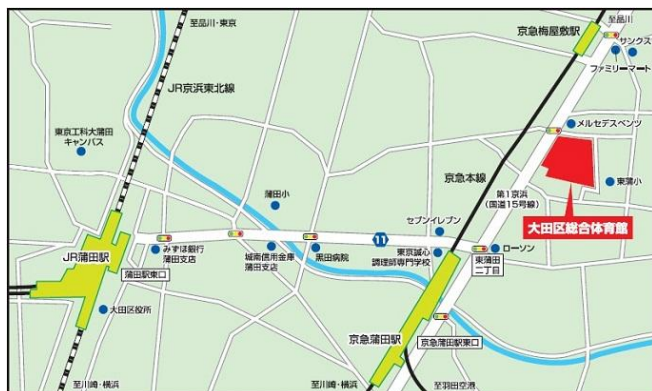 至品川・東京
JR京浜東北線
東京工科大蒲田
キャンパス
JR蒲田駅
蒲田駅東口
大田区役所
至川崎・横浜
みずほ銀行
蒲田支店
蒲田小
城南信用金庫
蒲田支店
黒田病院
11
京急梅屋敷駅
至品川
サンクス
ファミリーマート
メルセデスベンツ
京急本線
第1京浜
(国道15号線)
東蒲小
大田区総合体育館
セブンイレブン
東京誠心
調理師専門学校
ローソン
東蒲田
二丁目
京急蒲田駅
京急蒲田駅東口
至川崎・横浜
至羽田空港